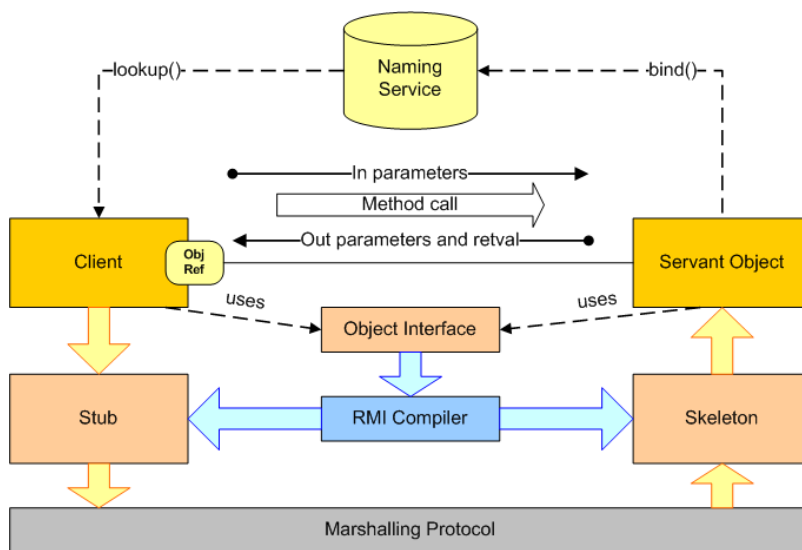 Naming
Service
lookup()
bind()
In parameters
Method call
Out parameters and retval
Client
Obj
Ref
Servant Object
uses
uses
Object Interface
Stub
RMI Compiler
Skeleton
Marshalling Protocol